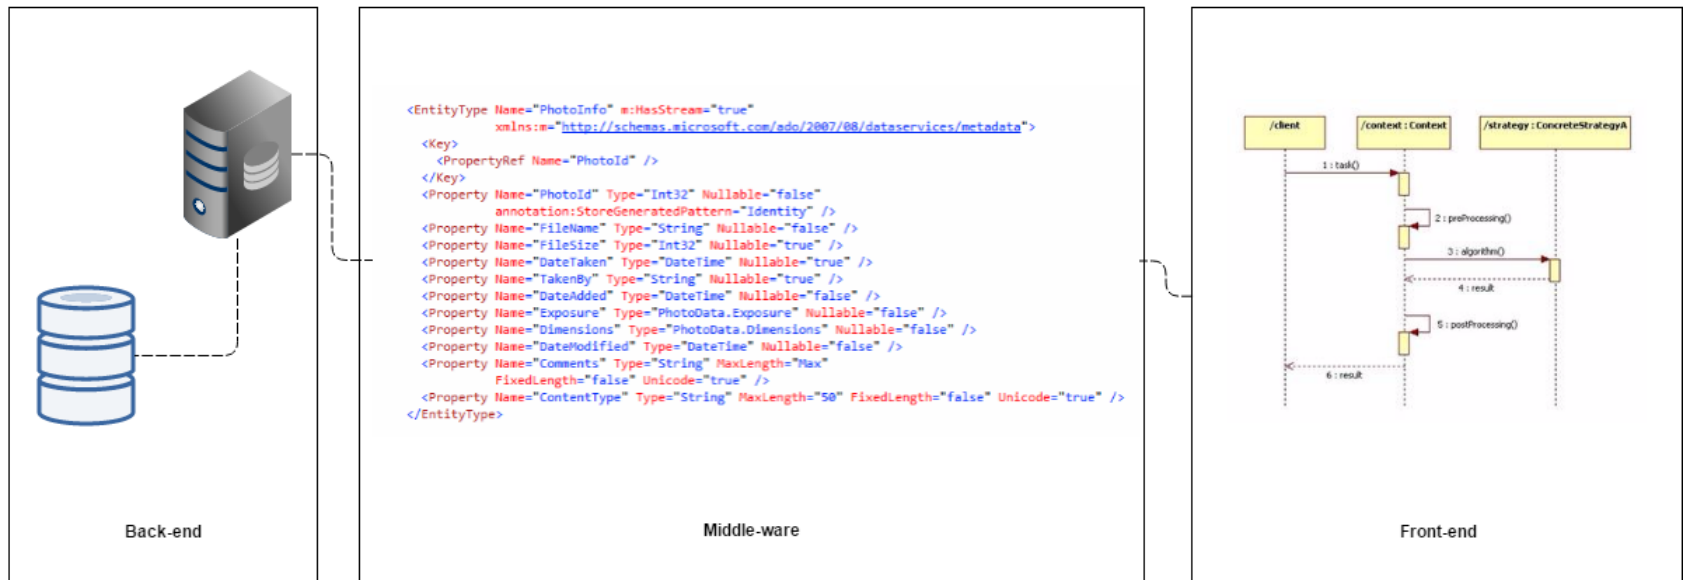 <EntityType Name="PhotoInfo" m:HasStream="true"
xmlns:m="http://schemas.microsoft.com/ado/2007/08/dataservices/metadata">
<Key>
<PropertyRef Name="PhotoId" />
</Key>
<Property Name="PhotoId" Type="Int32" Nullable="false"
annotation:StoreGeneratedPattern="Identity" />
<Property Name="FileName" Type="String" Nullable="false" />
<Property Name="FileSize" Type="Int32" Nullable="true" />
<Property Name="DateTaken" Type="DateTime" Nullable="true" />
<Property Name="TakenBy" Type="String" Nullable="true" />
<Property Name="DateAdded" Type="DateTime" Nullable="false" />
<Property Name="Exposure" Type="PhotoData.Exposure" Nullable="false" />
<Property Name="Dimensions" Type="PhotoData.Dimensions" Nullable="false" />
<Property Name="DateModified" Type="DateTime" Nullable="false" />
<Property Name="Comments" Type="String" MaxLength="Max"
FixedLength="false" Unicode="true" />
<Property Name="ContentType" Type="String" MaxLength="50" FixedLength="false" Unicode="true" />
</EntityType>
/client
/context : Context
/strategy : ConcreteStrategyA
1 : task()
2 : preProcessing()
3 : algorithm()
4 : result
5 : postProcessing()
6 : result
Back-end
Middle-ware
Front-end